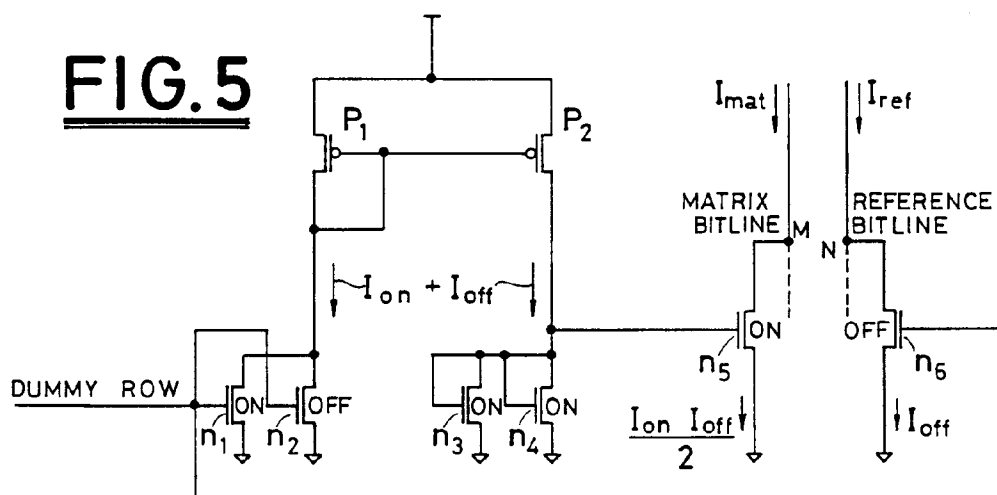 FIG. 5
P1
P2
Imat
Iref
MATRIX
BITLINE
M
REFERENCE
BITLINE
N
Ion + Ioff
ON
n5
OFF
n6
DUMMY ROW
ON
n1
OFF
n2
ON
n3
ON
n4
Ion Ioff
2
Ioff